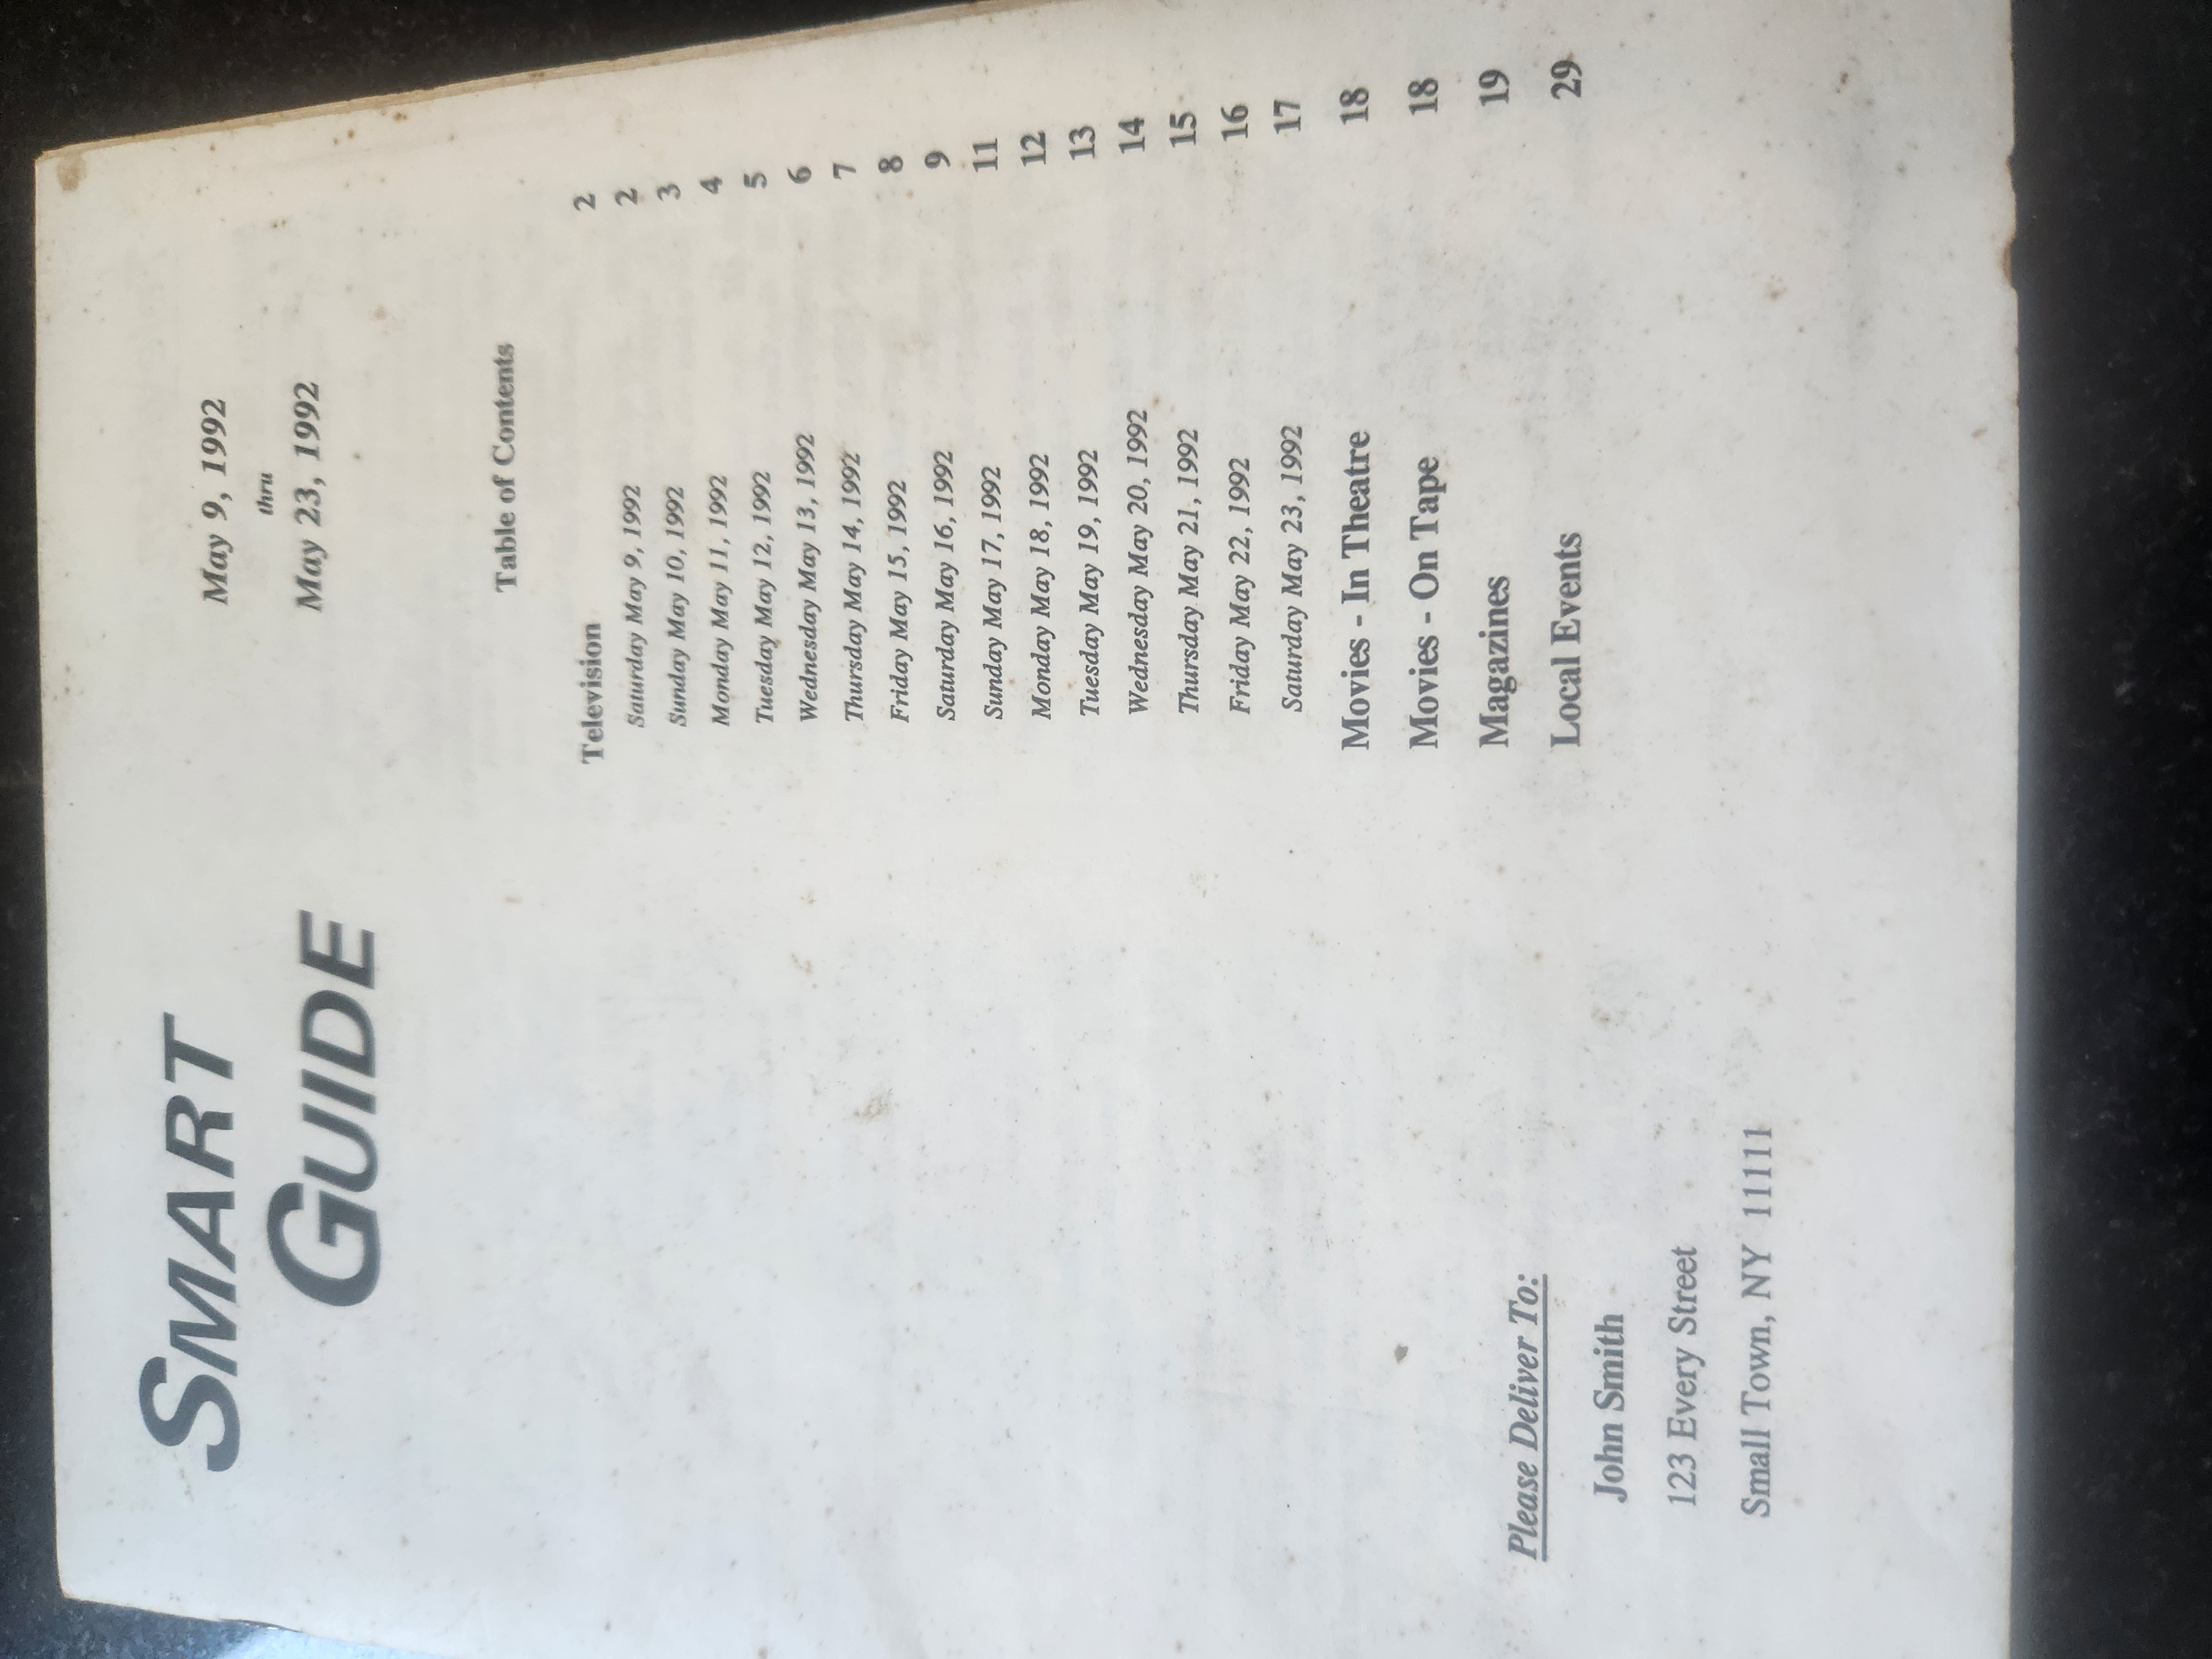 SMART
GUIDE
May 9, 1992
thru
May 23, 1992
Table of Contents
Television 2
Saturday May 9, 1992 2
Sunday May 10, 1992 3
Monday May 11, 1992 4
Tuesday May 12, 1992 5
Wednesday May 13, 1992 6
Thursday May 14, 1992 7
Friday May 15, 1992 8
Saturday May 16, 1992 9
Sunday May 17, 1992 11
Monday May 18, 1992 12
Tuesday May 19, 1992 13
Wednesday May 20, 1992 14
Thursday May 21, 1992 15
Friday May 22, 1992 16
Saturday May 23, 1992 17
Movies - In Theatre 18
Movies - On Tape 18
Magazines 19
Local Events 29
Please Deliver To:
John Smith
123 Every Street
Small Town, NY 11111